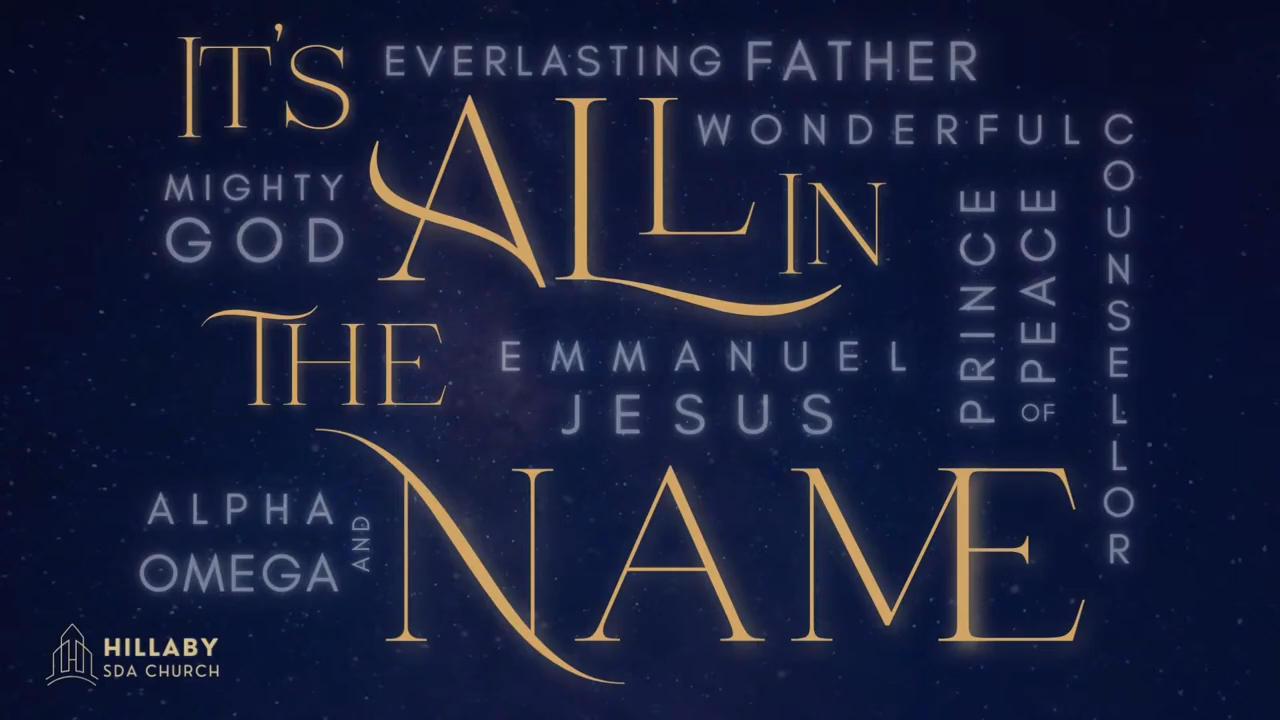 IT'S
EVERLASTING FATHER
ALL
WONDERFUL
COUNSELLOR
MIGHTY
GOD
IN
PRINCE
OF PEACE
THE
EMMANUEL
JESUS
NAME
ALPHA
AND
OMEGA
HILLABY
SDA CHURCH